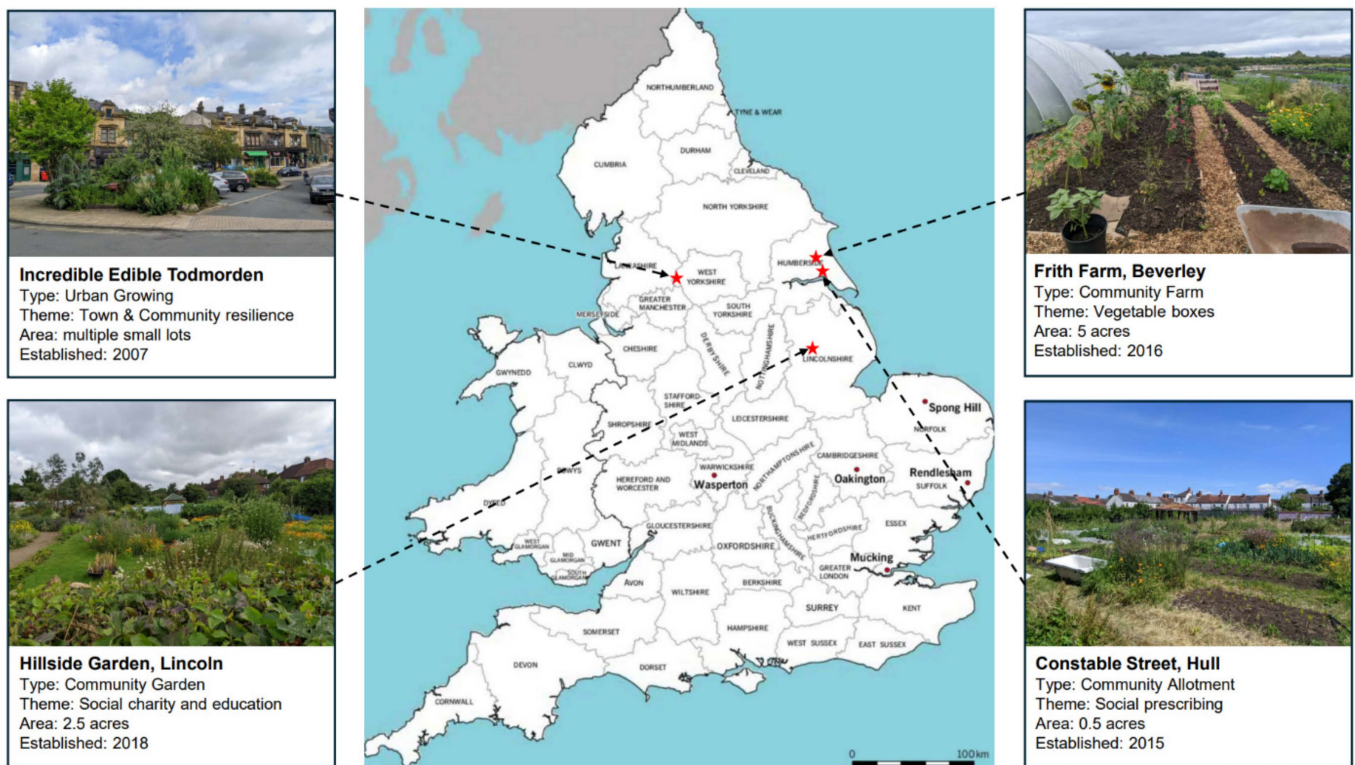 Incredible Edible Todmorden
Type: Urban Growing
Theme: Town & Community resilience
Area: multiple small lots
Established: 2007
Hillside Garden, Lincoln
Type: Community Garden
Theme: Social charity and education
Area: 2.5 acres
Established: 2018
NORTHUMBERLAND
TYNE & WEAR
DURHAM
CUMBRIA
CLEVELAND
NORTH YORKSHIRE
LANCASHIRE
WEST
YORKSHIRE
HUMBERSIDE
GREATER
MANCHESTER
SOUTH
YORKSHIRE
MERSEYSIDE
CHESHIRE
DERBYSHIRE
NOTTINGHAMSHIRE
LINCOLNSHIRE
CLWYD
GWYNEDD
STAFFORD-
SHIRE
SHROPSHIRE
LEICESTERSHIRE
Spong Hill
NORFOLK
WEST
MIDLANDS
POWYS
HEREFORD AND
WORCESTER
WARWICKSHIRE
Wasperton
NORTHAMPTONSHIRE
CAMBRIDGESHIRE
Oakington
Rendlesham
SUFFOLK
DYFED
BEDFORDSHIRE
BUCKINGHAMSHIRE
GLOUCESTERSHIRE
HERTFORDSHIRE
ESSEX
GWENT
WEST
GLAMORGAN
MID
GLAMORGAN
SOUTH
GLAMORGAN
OXFORDSHIRE
Mucking
GREATER
LONDON
AVON
WILTSHIRE
BERKSHIRE
SURREY
KENT
SOMERSET
HAMPSHIRE
WEST SUSSEX
EAST SUSSEX
DEVON
DORSET
CORNWALL
0
100km
Frith Farm, Beverley
Type: Community Farm
Theme: Vegetable boxes
Area: 5 acres
Established: 2016
Constable Street, Hull
Type: Community Allotment
Theme: Social prescribing
Area: 0.5 acres
Established: 2015